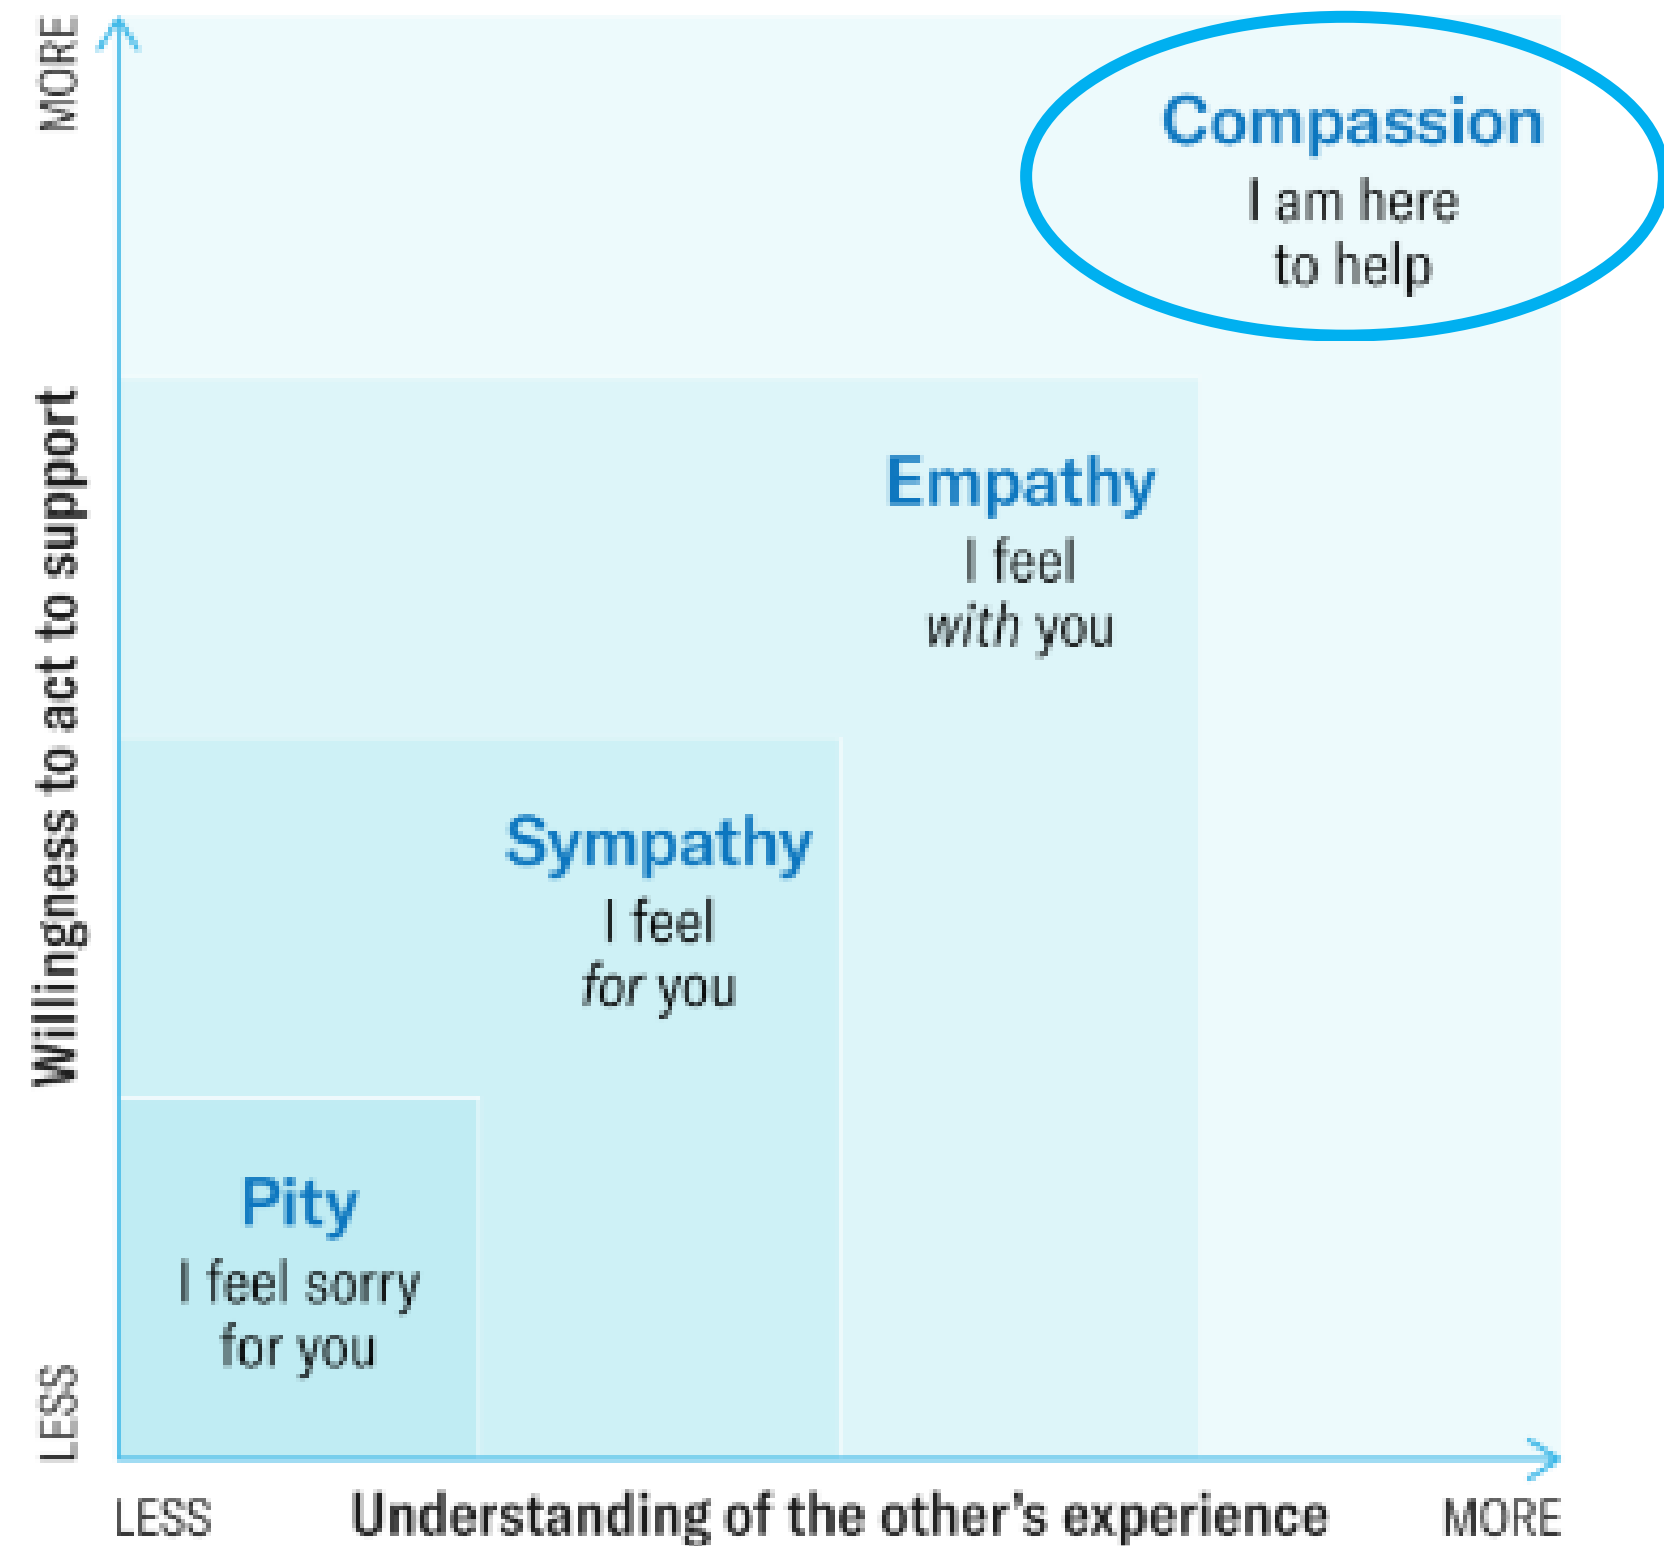 MORE
Compassion
I am here
to help
Willingness to act to support
Empathy
I feel
with you
Sympathy
I feel
for you
Pity
I feel sorry
for you
LESS
LESS
Understanding of the other's experience
MORE